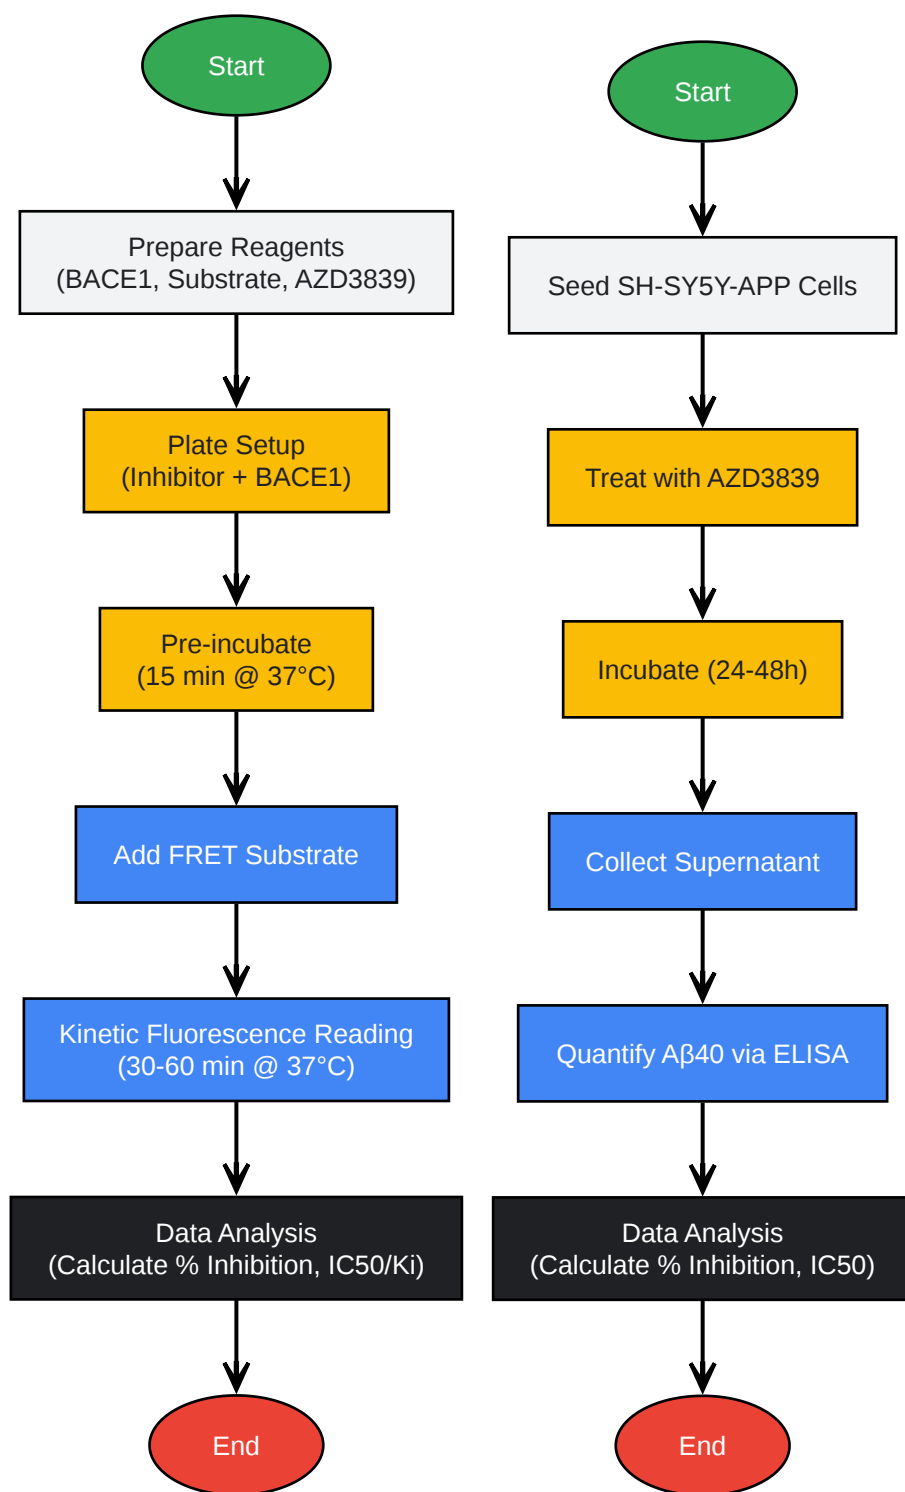 Start
Prepare Reagents
(BACE1, Substrate, AZD3839)
Plate Setup
(Inhibitor + BACE1)
Pre-incubate
(15 min @ 37°C)
Add FRET Substrate
Kinetic Fluorescence Reading
(30-60 min @ 37°C)
Data Analysis
(Calculate % Inhibition, IC50/Ki)
End
Start
Seed SH-SY5Y-APP Cells
Treat with AZD3839
Incubate (24-48h)
Collect Supernatant
Quantify Aβ40 via ELISA
Data Analysis
(Calculate % Inhibition, IC50)
End